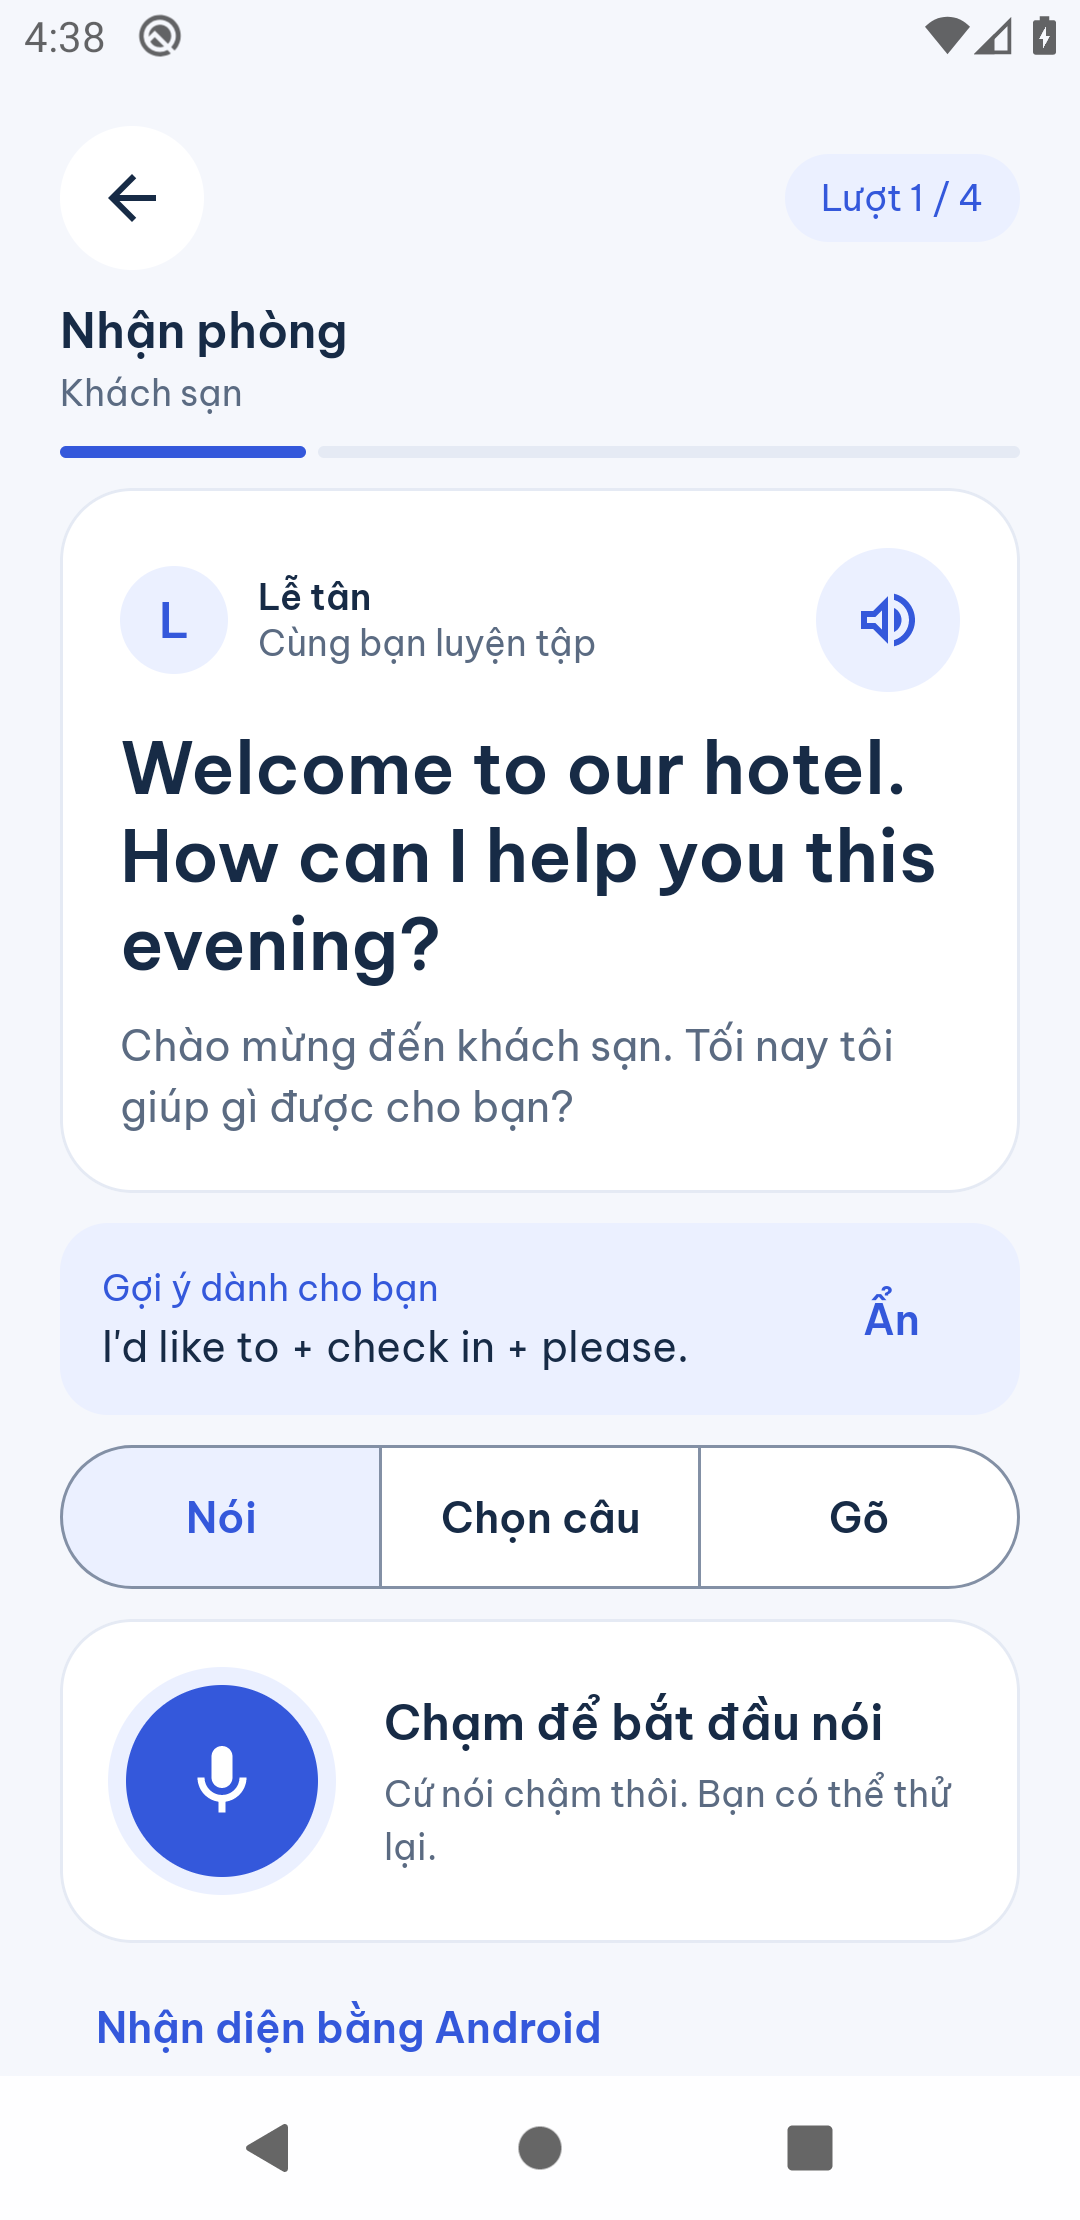 4:38
Lượt 1 / 4
Nhận phòng
Khách sạn
L
Lễ tân
Cùng bạn luyện tập
Welcome to our hotel.
How can I help you this
evening?
Chào mừng đến khách sạn. Tối nay tôi
giúp gì được cho bạn?
Gợi ý dành cho bạn
I'd like to + check in + please.
Ẩn
Nói
Chọn câu
Gõ
Chạm để bắt đầu nói
Cứ nói chậm thôi. Bạn có thể thử
lại.
Nhận diện bằng Android